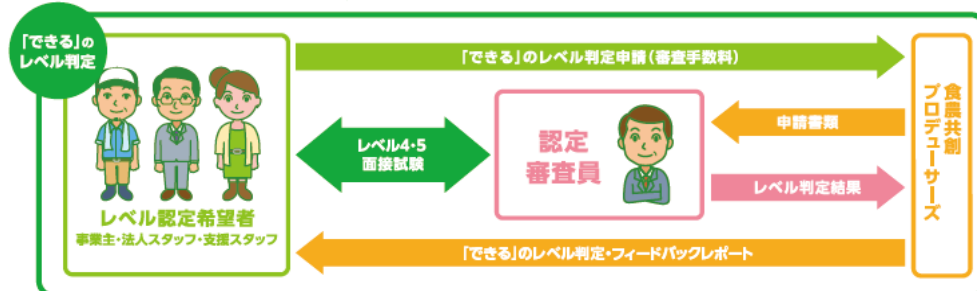 「できる」の
レベル判定
「できる」のレベル判定申請(審査手数料)
レベル4・5
面接試験
認定
審査員
申請書類
レベル判定結果
食農共創
プロデューサーズ
レベル認定希望者
事業主・法人スタッフ・支援スタッフ
「できる」のレベル判定・フィードバックレポート